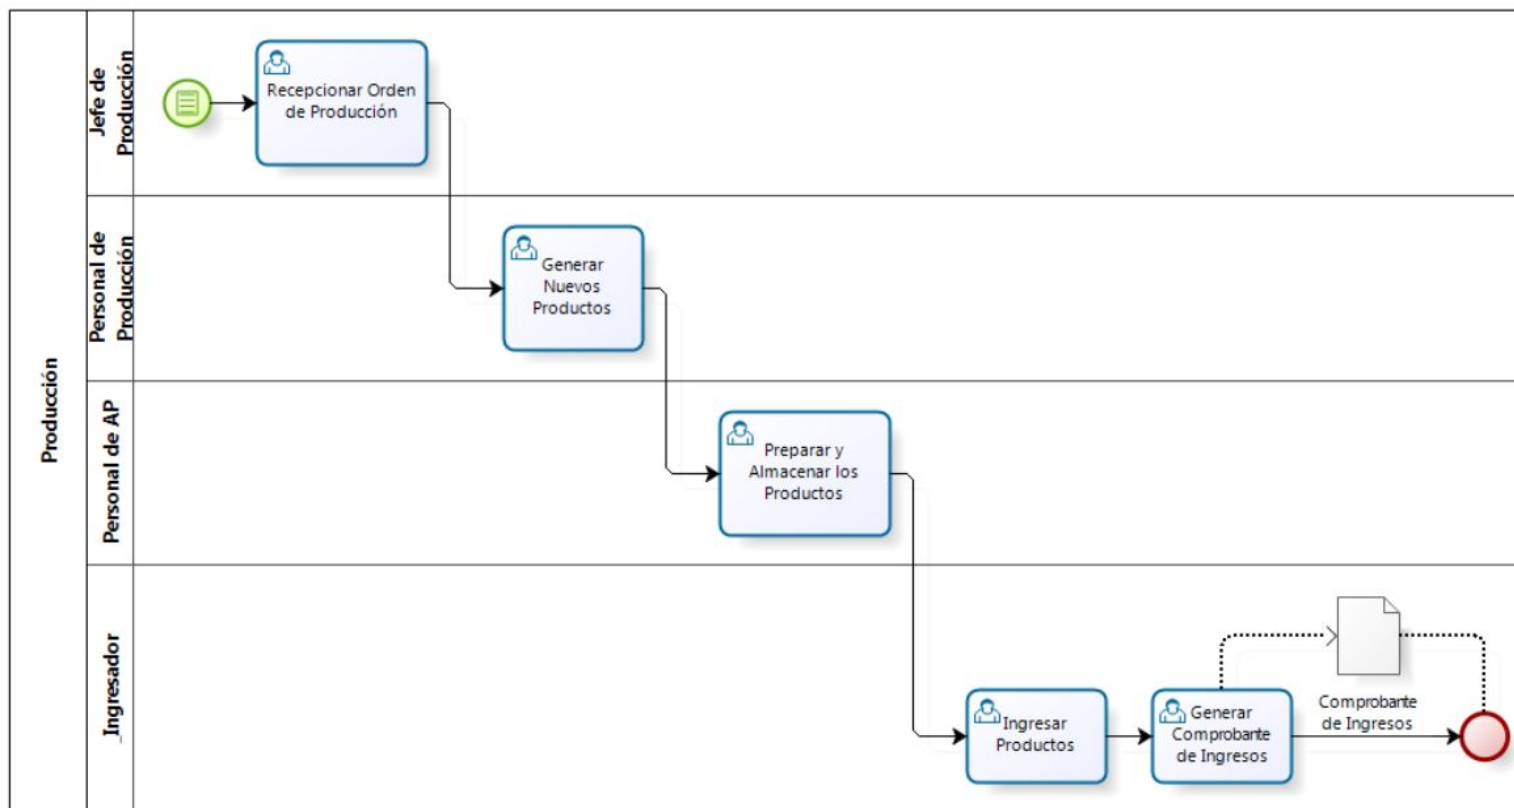 Producción
Jefe de
Producción
Recepcionar Orden
de Producción
Personal de
Producción
Generar
Nuevos
Productos
Personal de AP
Preparar y
Almacenar los
Productos
_Ingresador
Ingresar
Productos
Generar
Comprobante
de Ingresos
Comprobante
de Ingresos